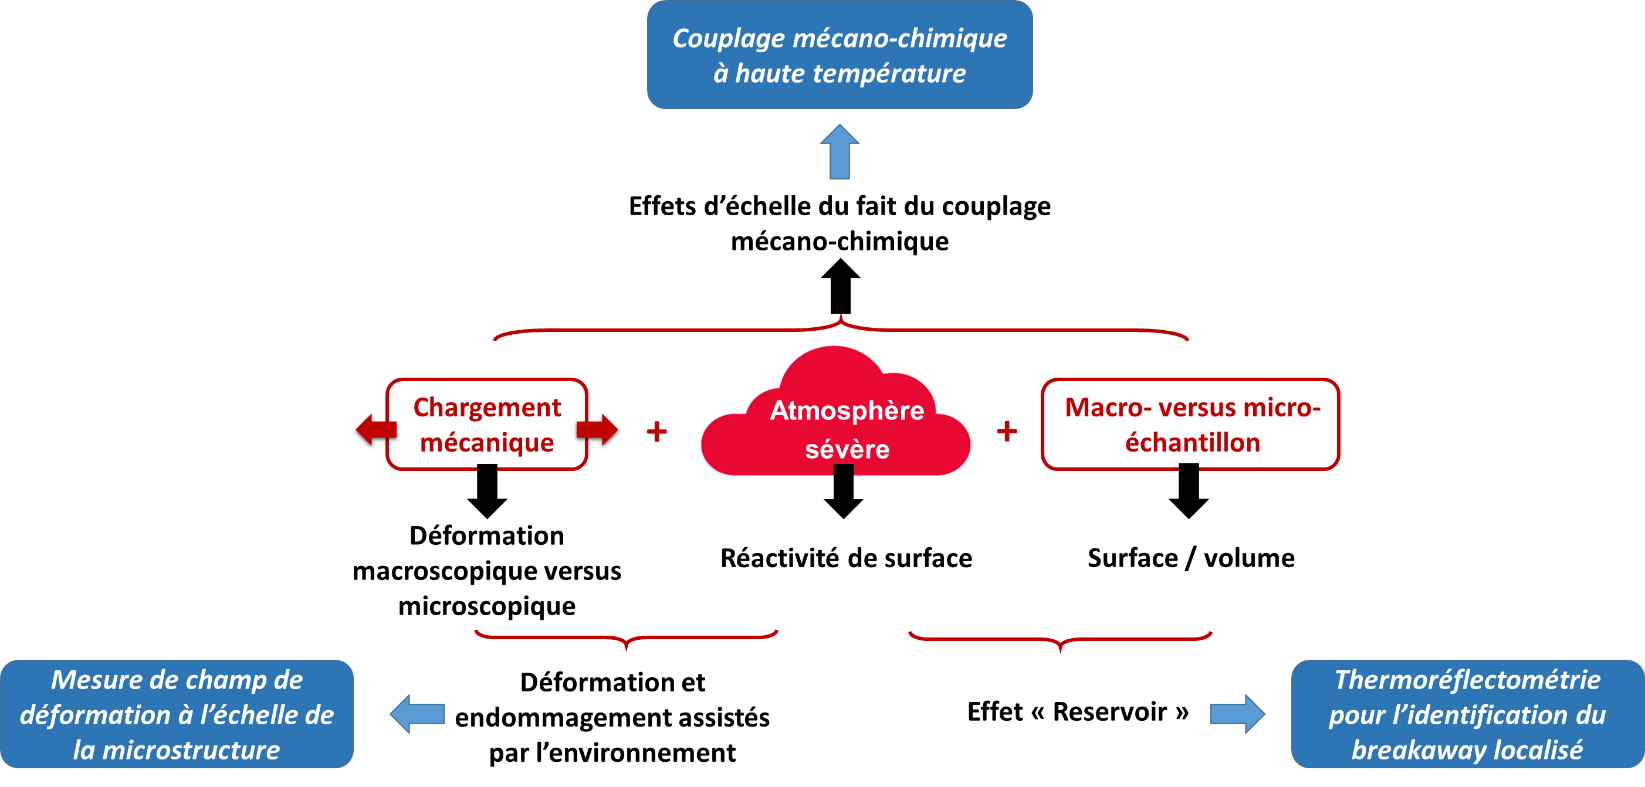 Couplage mécano-chimique
à haute température
Effets d’échelle du fait du couplage
mécano-chimique
Chargement
mécanique
+
Atmosphère
sévère
+
Macro- versus micro-
échantillon
Déformation
macroscopique versus
microscopique
Réactivité de surface
Surface / volume
Mesure de champ de
déformation à l’échelle de
la microstructure
Déformation et
endommagement assistés
par l’environnement
Effet « Reservoir »
Thermoréflectométrie
pour l’identification du
breakaway localisé